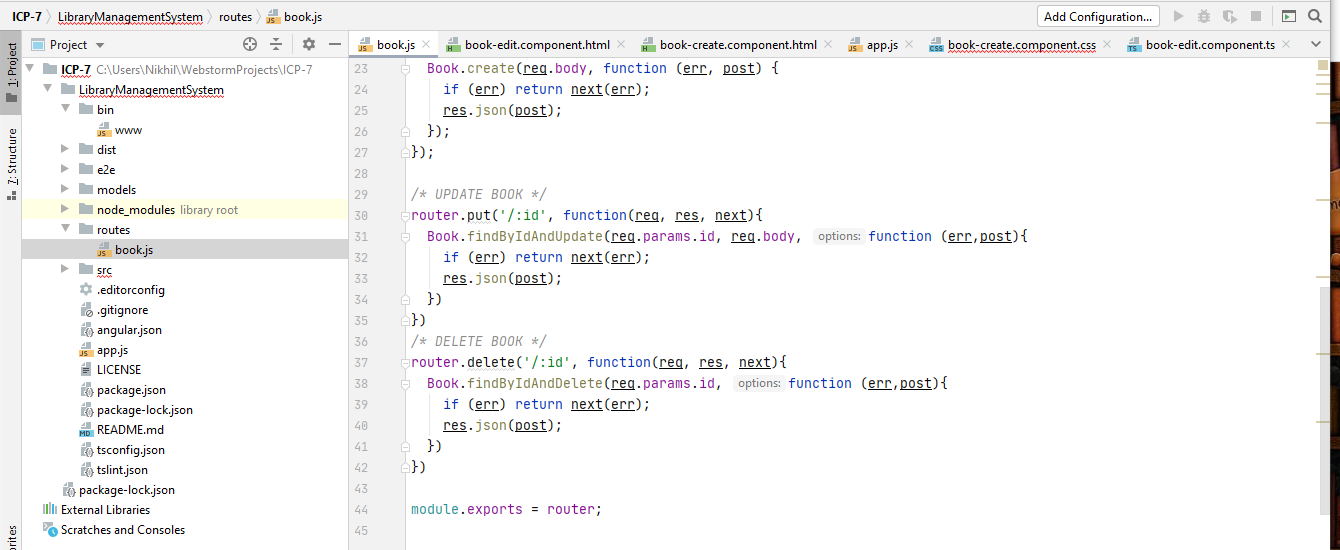 ICP-7 LibraryManagementSystem routes book.js
Add Configuration...
1: Project
7: Structure
Project
book.js book-edit.component.html book-create.component.html app.js book-create.component.css book-edit.component.ts
ICP-7 C:\Users\Nikhil\WebstormProjects\ICP-7
LibraryManagementSystem
bin
www
dist
e2e
models
node_modules library root
routes
book.js
src
.editorconfig
.gitignore
angular.json
app.js
LICENSE
package.json
package-lock.json
README.md
tsconfig.json
tslint.json
package-lock.json
External Libraries
Scratches and Consoles
23 Book.create(req.body, function (err, post) {
24 if (err) return next(err);
25 res.json(post);
26 });
27 });
28
29 /* UPDATE BOOK */
30 router.put('/:id', function(req, res, next){
31 Book.findByIdAndUpdate(req.params.id, req.body, options: function (err,post){
32 if (err) return next(err);
33 res.json(post);
34 })
35 })
36 /* DELETE BOOK */
37 router.delete('/:id', function(req, res, next){
38 Book.findByIdAndDelete(req.params.id, options: function (err,post){
39 if (err) return next(err);
40 res.json(post);
41 })
42 })
43
44 module.exports = router;
45